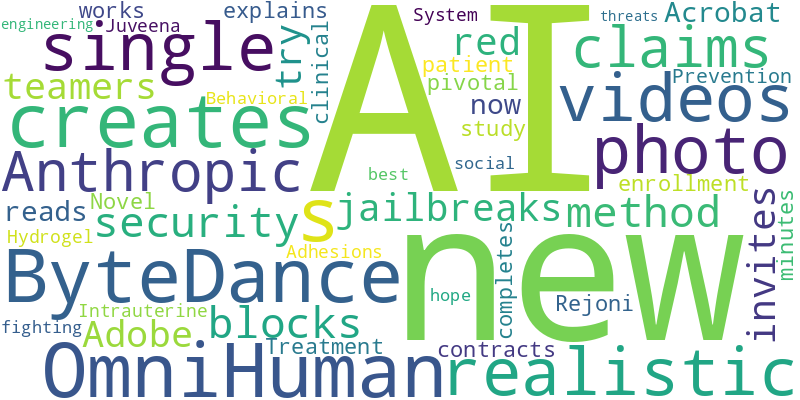 works explains System threats Acrobat
engineering Juveena
single try clinical AI red claims
teamers patient Prevention
Behavioral pivotal videos
creates now
study
Anthropic social photo
best enrollment
reads Novel s jailbreaks method invites minutes
security
Hydrogel Adhesions new completes
ByteDance
hope Rejoni
Intrauterine blocks
fighting Adobe
Treatment contracts
OmniHuman realistic